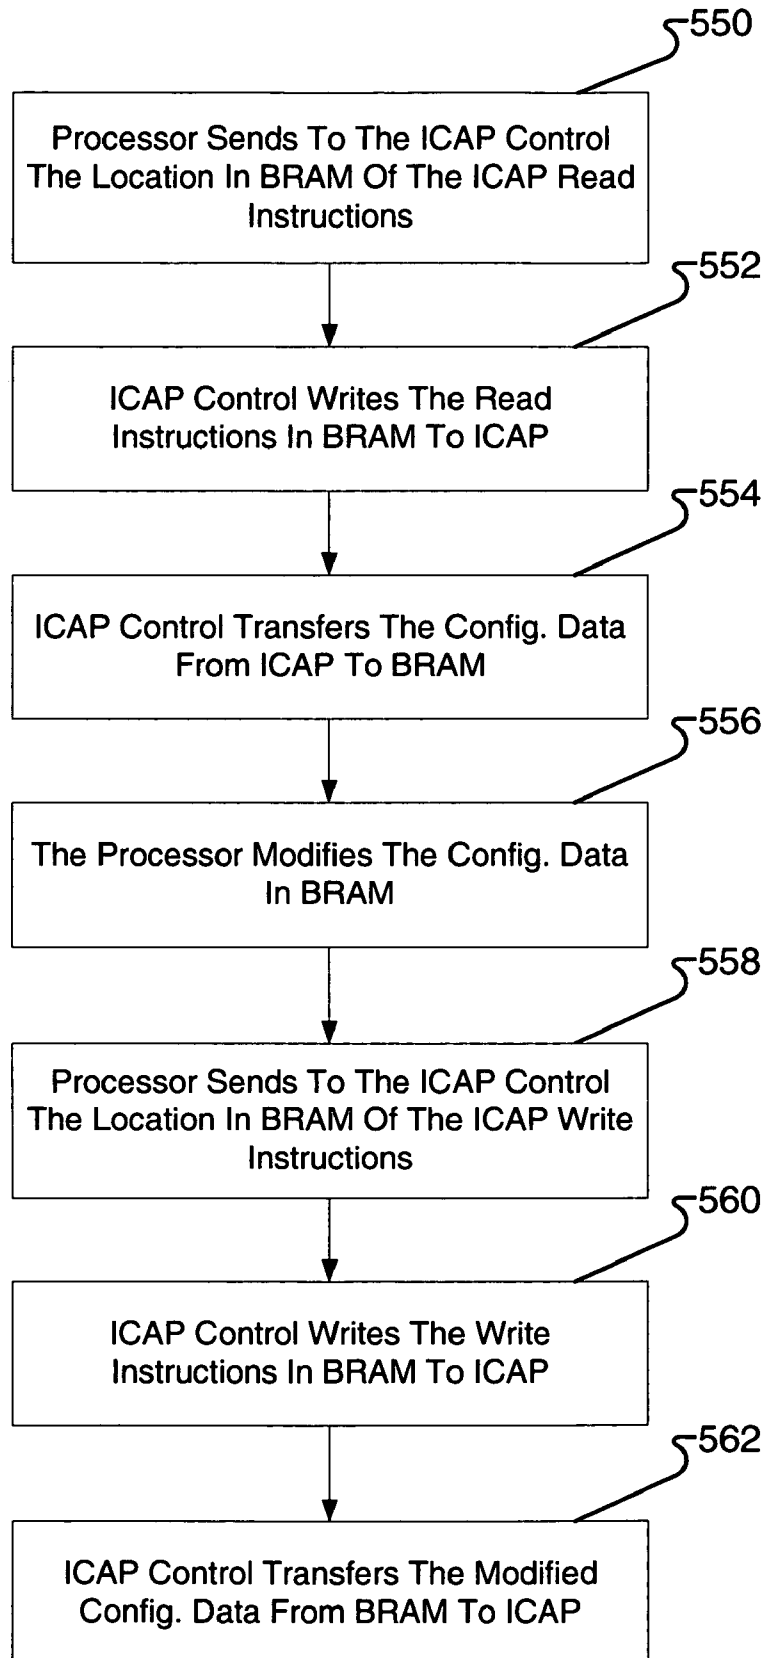 550
Processor Sends To The ICAP Control
The Location In BRAM Of The ICAP Read
Instructions
552
ICAP Control Writes The Read
Instructions In BRAM To ICAP
554
ICAP Control Transfers The Config. Data
From ICAP To BRAM
556
The Processor Modifies The Config. Data
In BRAM
558
Processor Sends To The ICAP Control
The Location In BRAM Of The ICAP Write
Instructions
560
ICAP Control Writes The Write
Instructions In BRAM To ICAP
562
ICAP Control Transfers The Modified
Config. Data From BRAM To ICAP